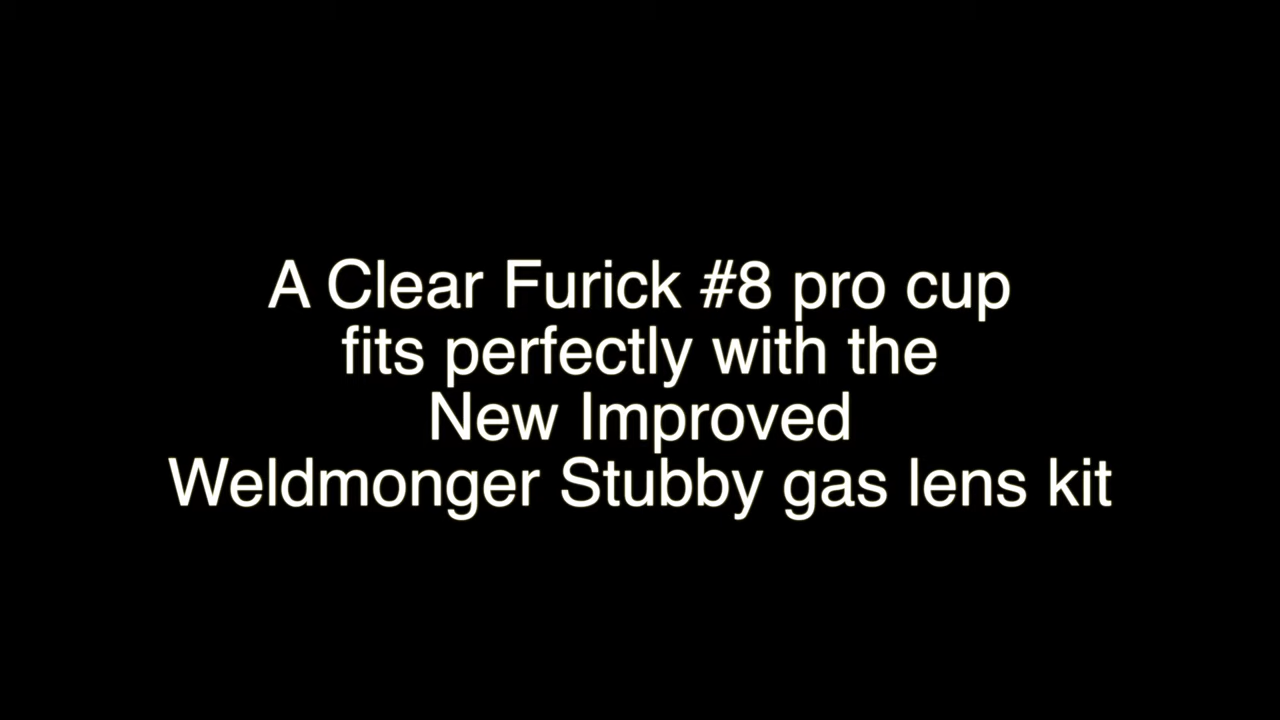 A Clear Furick #8 pro cup
fits perfectly with the
New Improved
Weldmonger Stubby gas lens kit